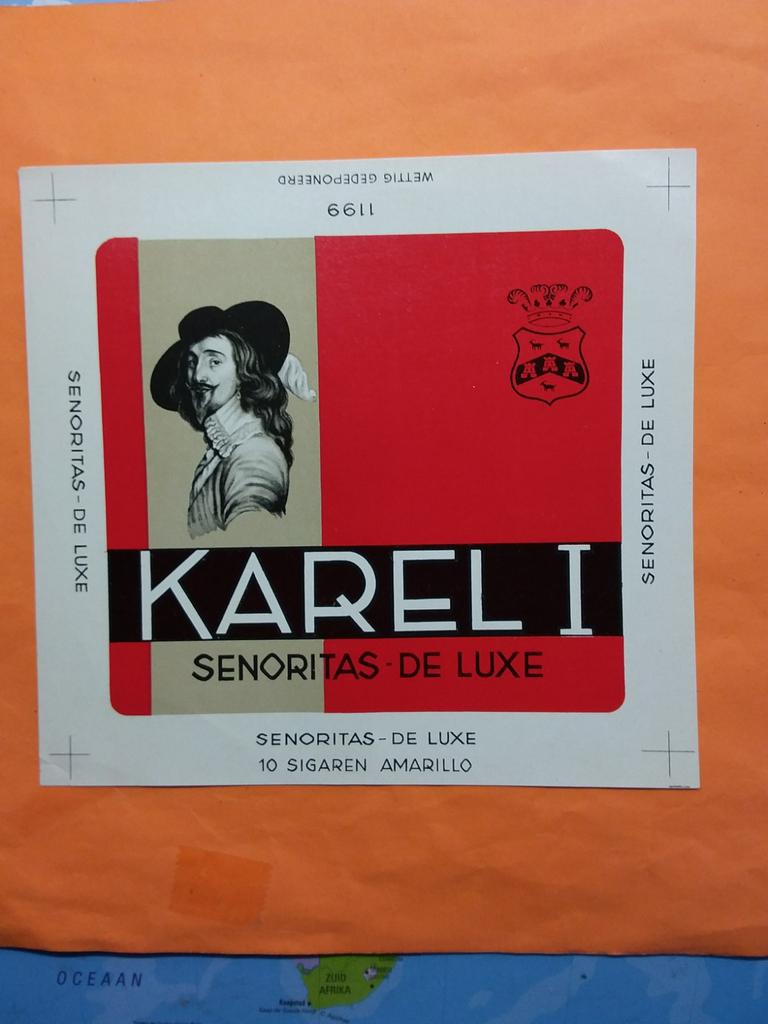 WETTIG GEDEPONEERD
1199
SENORITAS - DE LUXE
SENORITAS - DE LUXE
KAREL I
SENORITAS - DE LUXE
SENORITAS - DE LUXE
10 SIGAREN AMARILLO
OCEAAN
ZUID
AFRIKA
Kaapstad